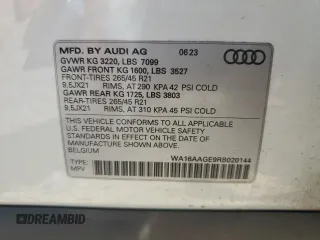 MFD. BY AUDI AG 06 23
GVWR KG 3220, LBS 7099
GAWR FRONT KG 1600, LBS 3527
FRONT-TIRES 265/45 R21
9.5JX21 RIMS, AT 290 KPA 42 PSI COLD
GAWR REAR KG 1725, LBS 3803
REAR-TIRES 265/45 R21
9.5JX21 RIMS, AT 310 KPA 45 PSI COLD
THIS VEHICLE CONFORMS TO ALL APPLICABLE
U.S. FEDERAL MOTOR VEHICLE SAFETY
STANDARDS IN EFFECT ON THE DATE OF
MANUFACTURE SHOWN ABOVE.
BELGIUM
TYPE: WA16AAGE9RB020144
MPV
DREAMBID